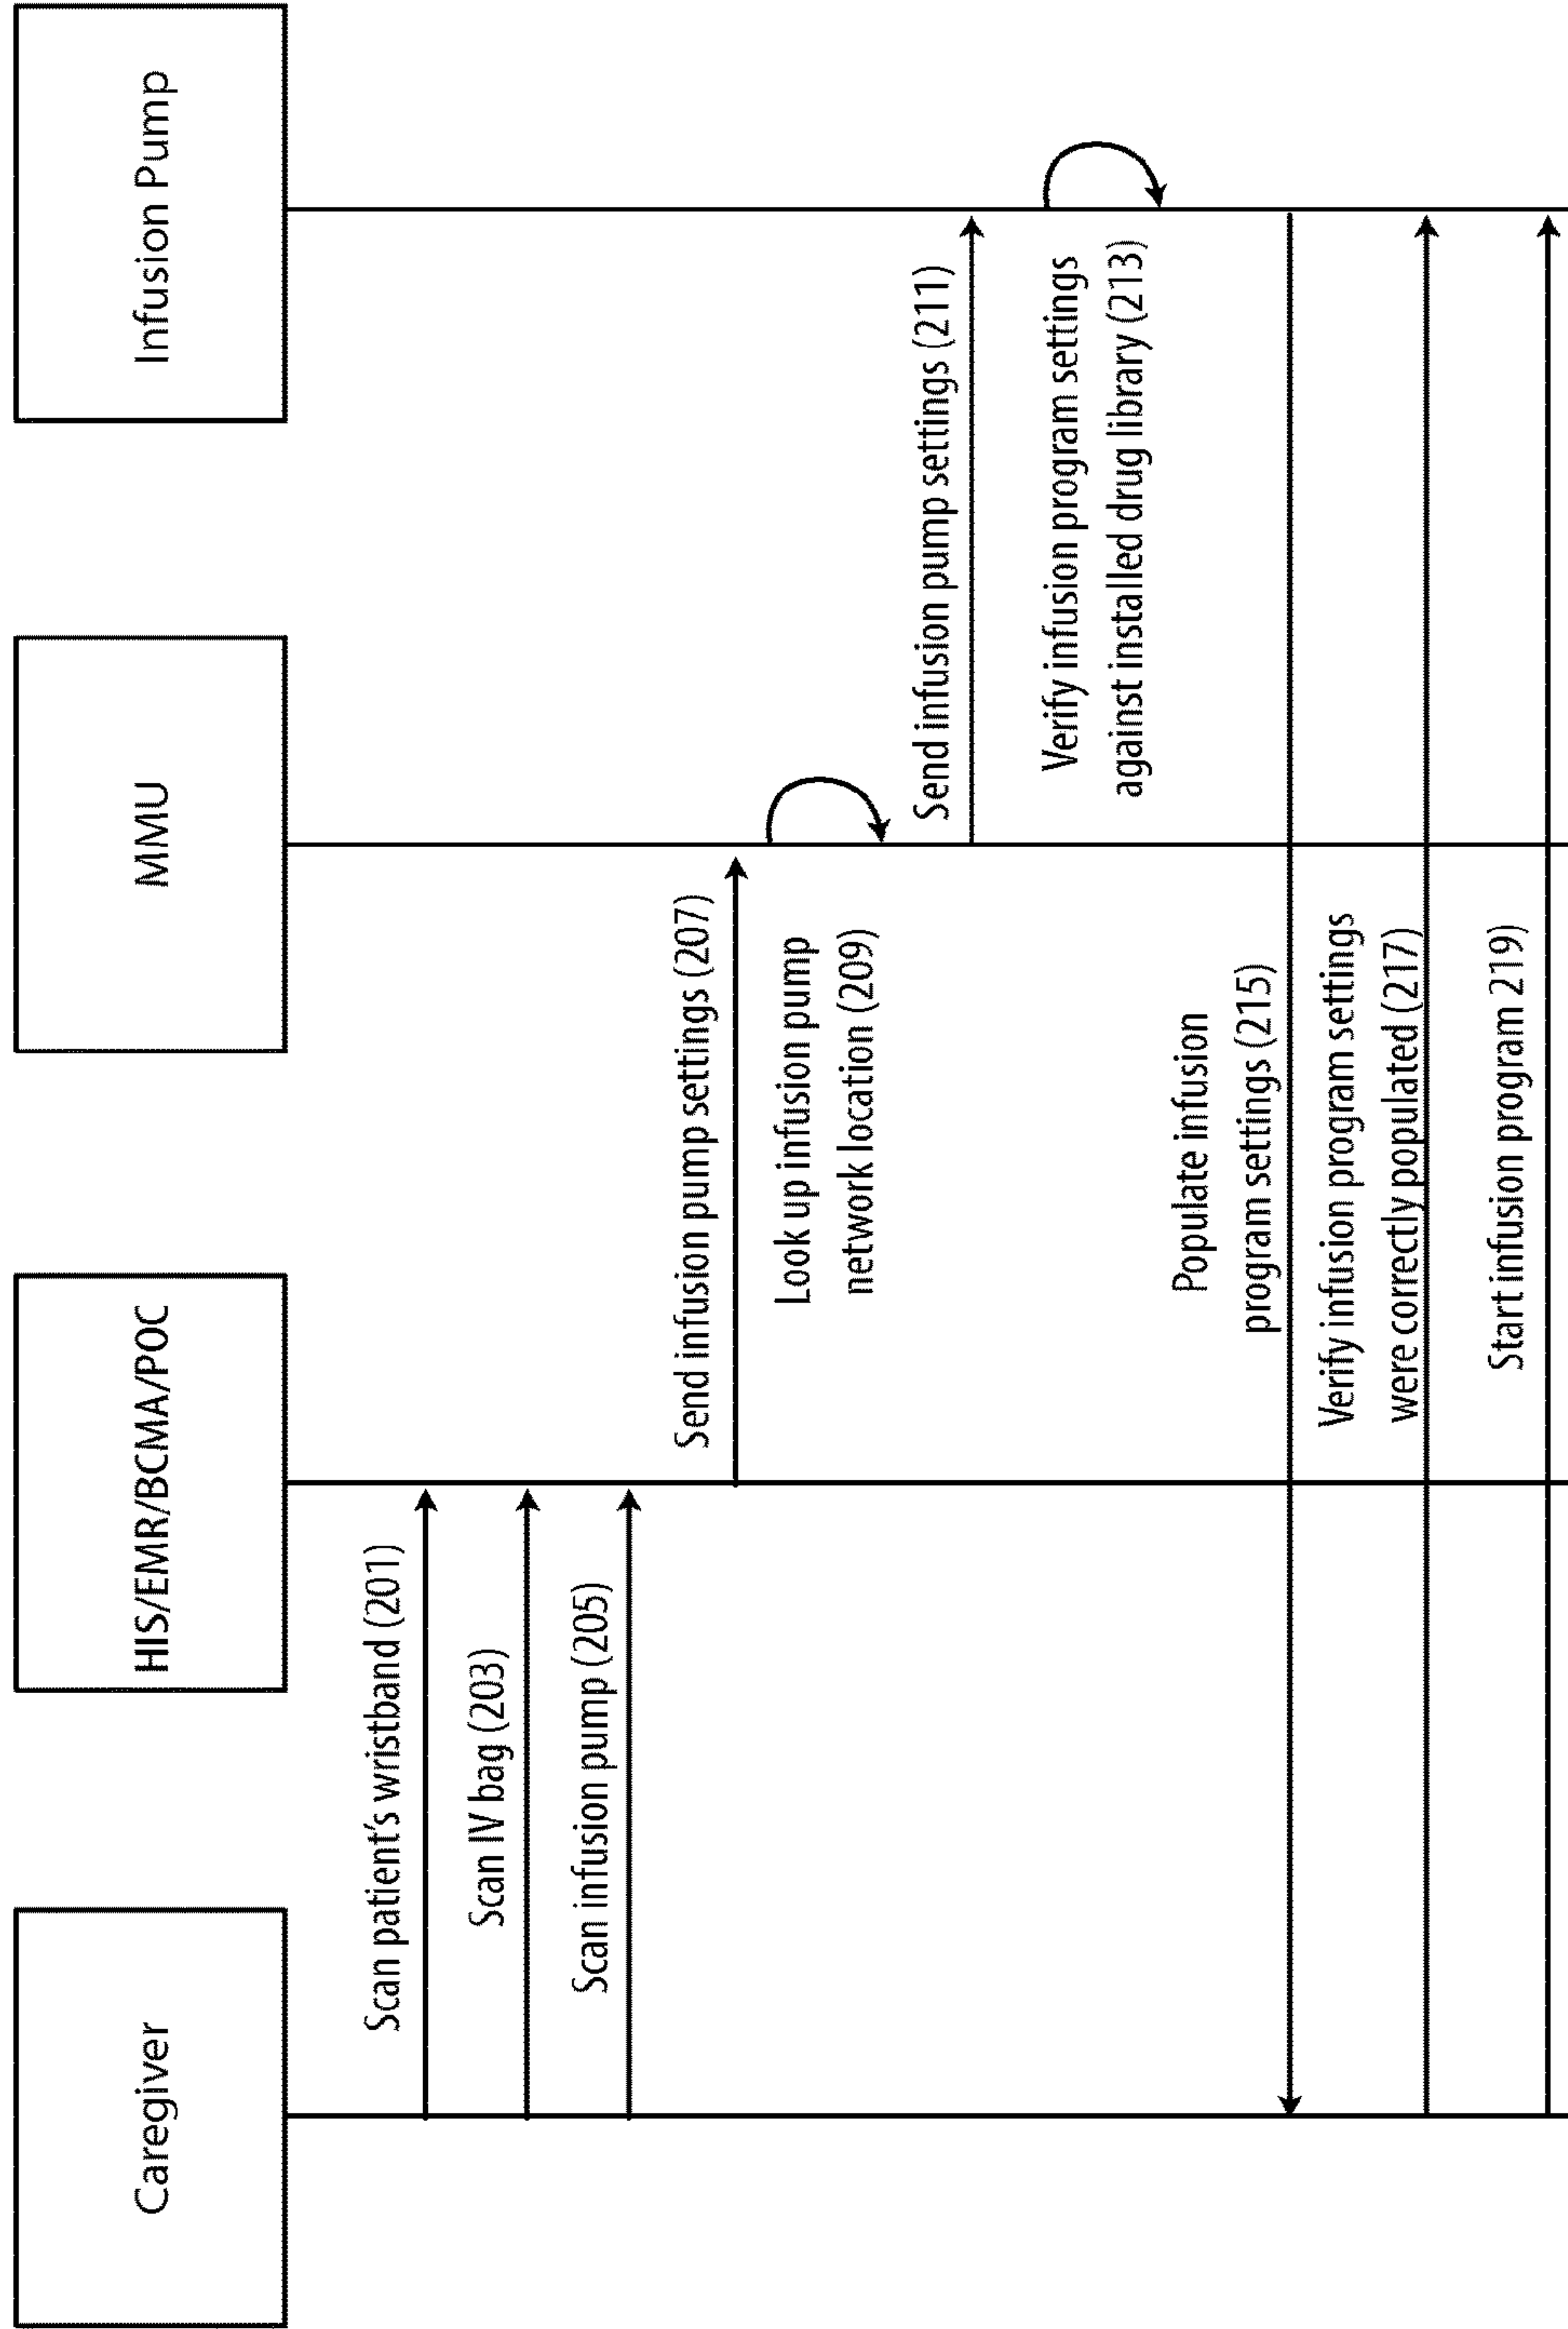 Caregiver
HIS/EMR/BCMA/POC
MMU
Infusion Pump
Scan patient's wristband (201)
Scan IV bag (203)
Scan infusion pump (205)
Send infusion pump settings (207)
Look up infusion pump
network location (209)
Send infusion pump settings (211)
Verify infusion program settings
against installed drug library (213)
Populate infusion
program settings (215)
Verify infusion program settings
were correctly populated (217)
Start infusion program 219)